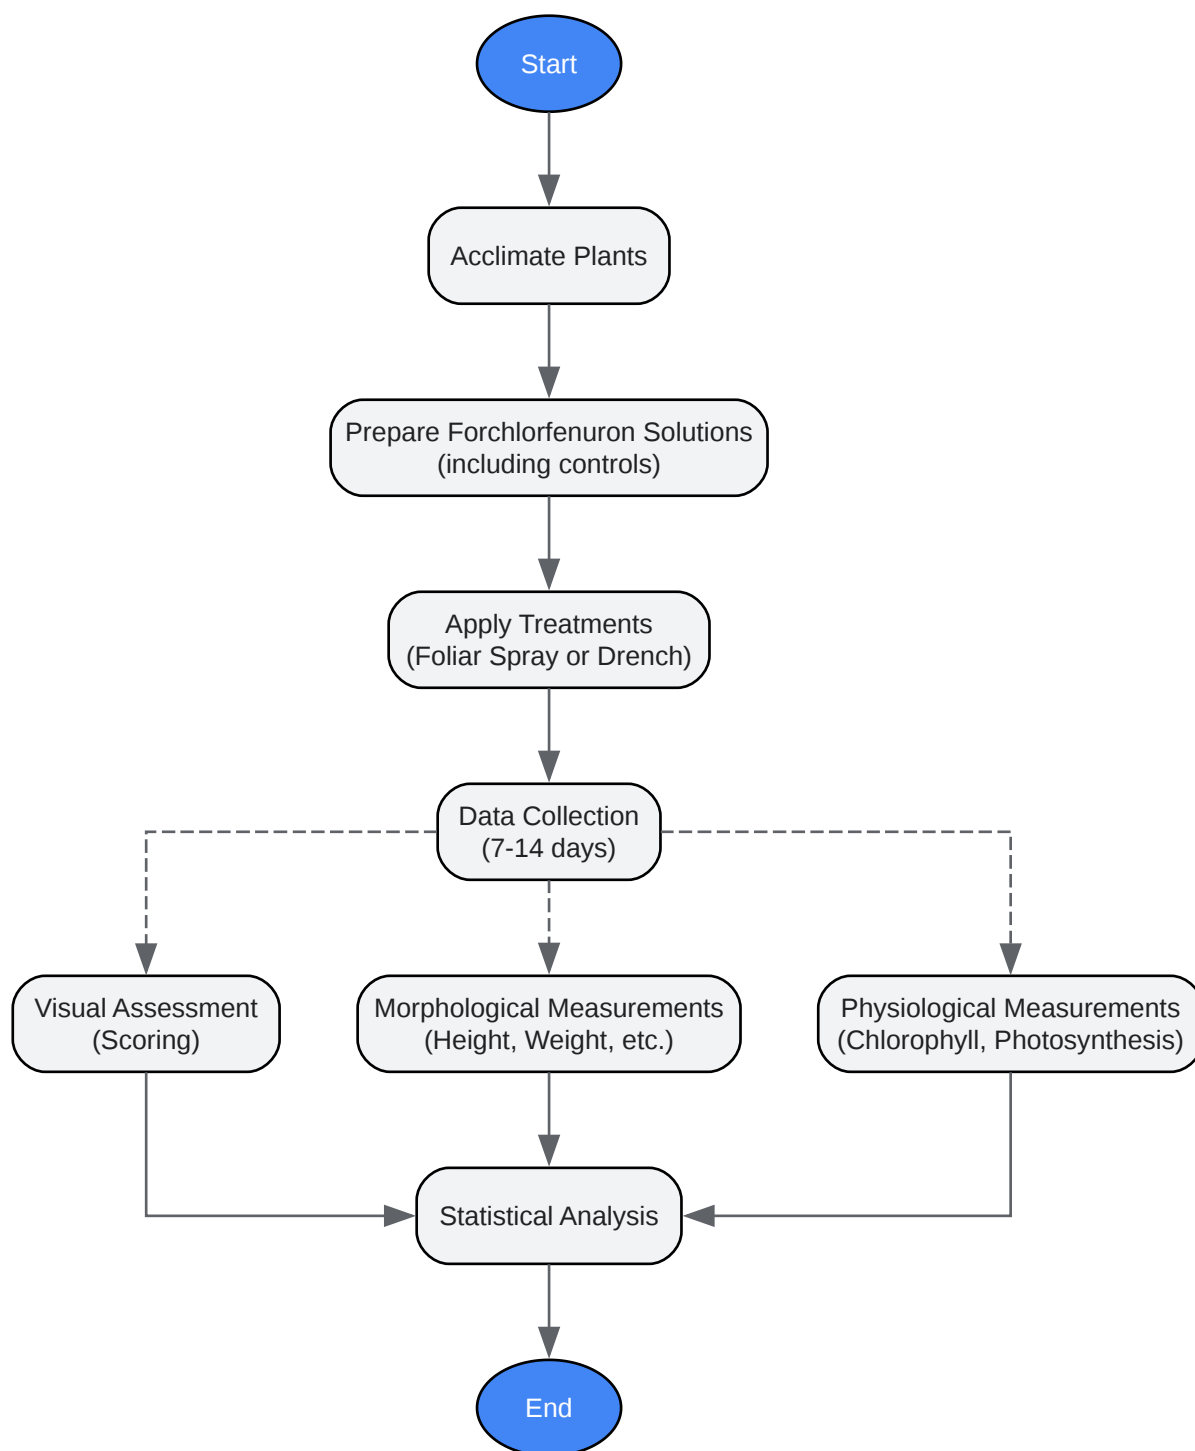 Start
Acclimate Plants
Prepare Forchlorfenuron Solutions
(including controls)
Apply Treatments
(Foliar Spray or Drench)
Data Collection
(7-14 days)
Visual Assessment
(Scoring)
Morphological Measurements
(Height, Weight, etc.)
Physiological Measurements
(Chlorophyll, Photosynthesis)
Statistical Analysis
End